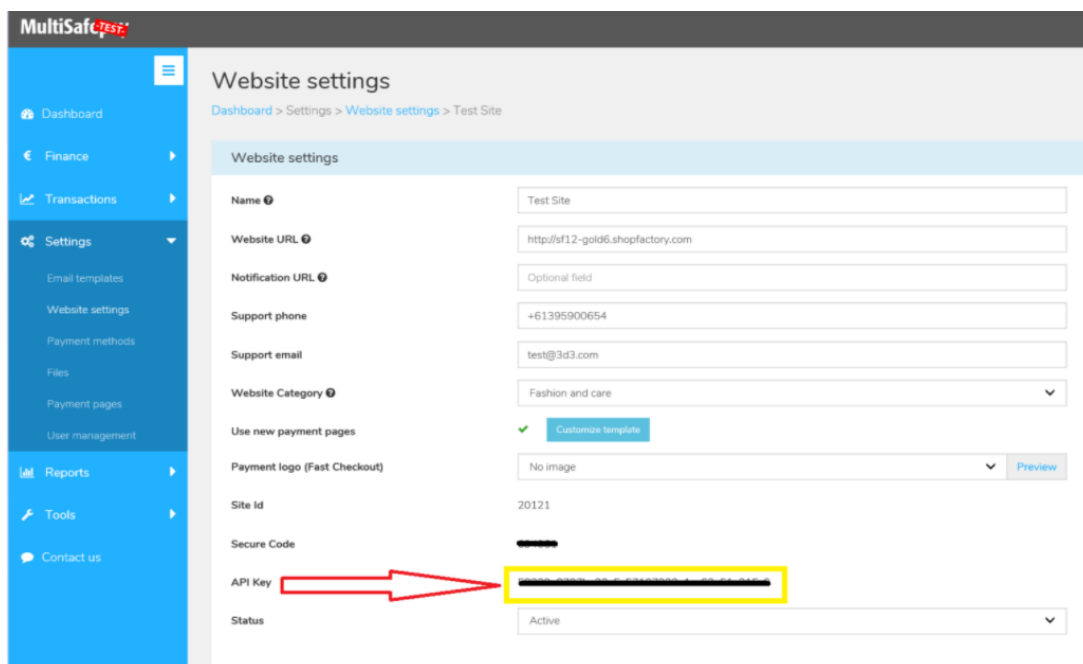 MultiSafepay -TEST-
Website settings
Dashboard > Settings > Website settings > Test Site
Dashboard
Finance
Transactions
Settings
Email templates
Website settings
Payment methods
Files
Payment pages
User management
Reports
Tools
Contact us
Website settings
Name
Test Site
Website URL
http://sf12-gold6.shopfactory.com
Notification URL
Optional field
Support phone
+61395900654
Support email
test@3d3.com
Website Category
Fashion and care
Use new payment pages
Customize template
Payment logo (Fast Checkout)
No image
Preview
Site Id
20121
Secure Code
API Key
Status
Active